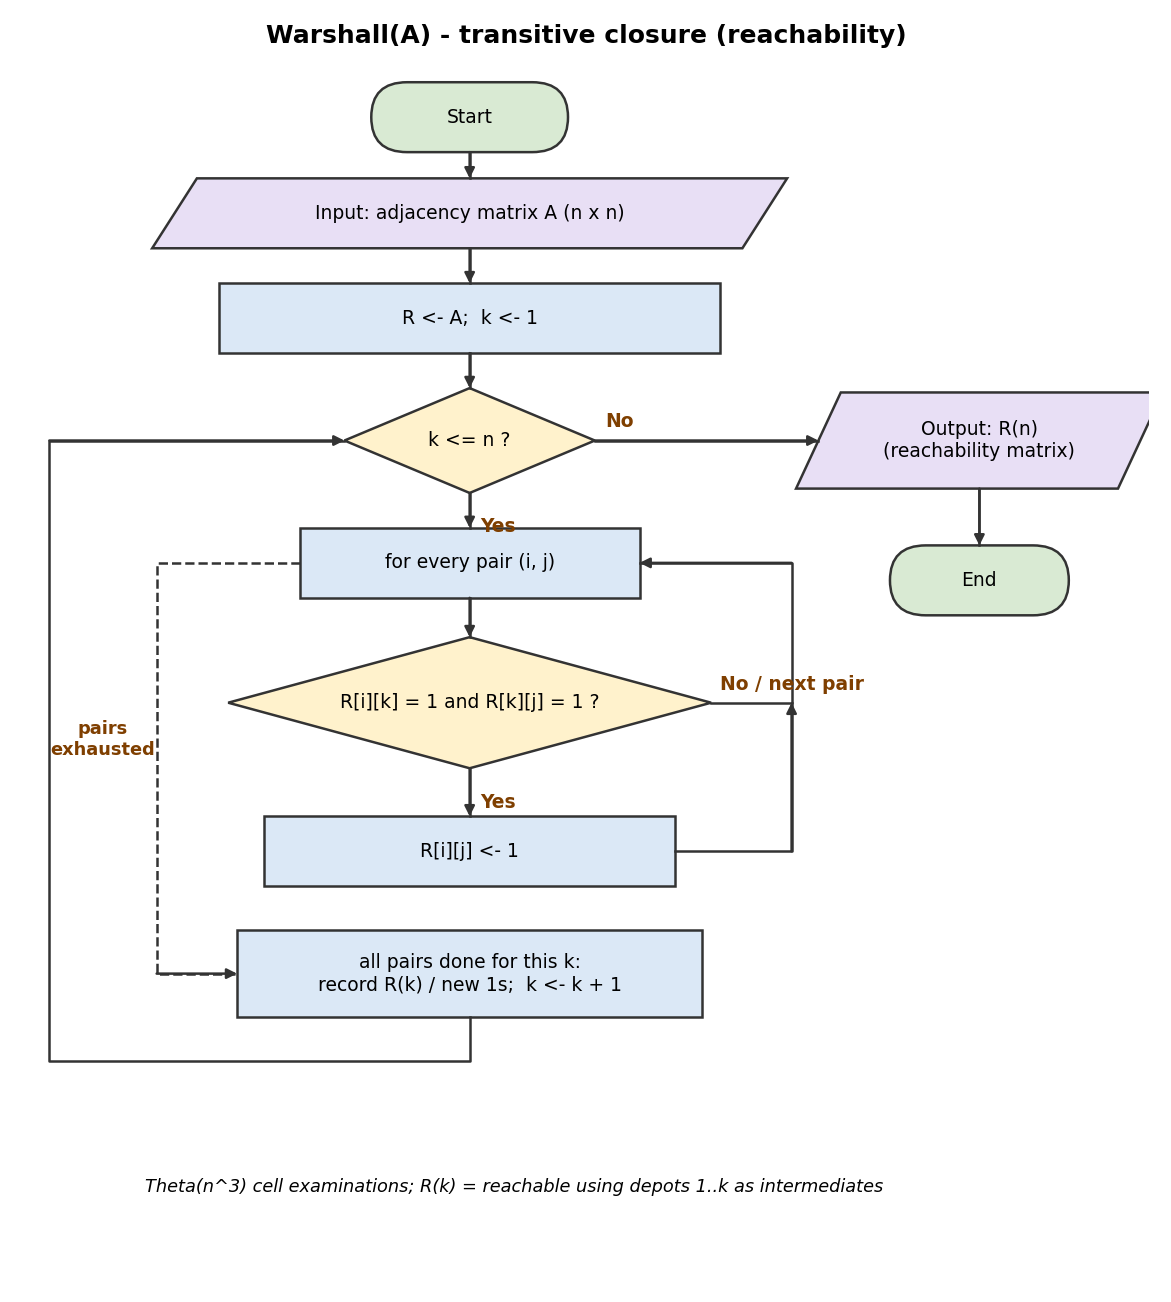 Warshall(A) - transitive closure (reachability)
Start
Input: adjacency matrix A (n x n)
R <- A;  k <- 1
k <= n ?
No
Output: R(n)
(reachability matrix)
End
Yes
for every pair (i, j)
R[i][k] = 1 and R[k][j] = 1 ?
No / next pair
pairs
exhausted
Yes
R[i][j] <- 1
all pairs done for this k:
record R(k) / new 1s;  k <- k + 1
Theta(n^3) cell examinations; R(k) = reachable using depots 1..k as intermediates